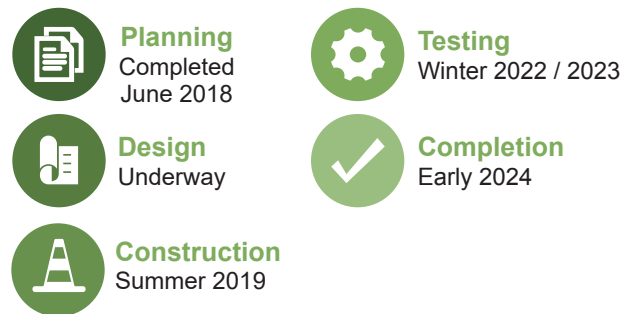 Planning
Completed
June 2018
Design
Underway
Construction
Summer 2019
Testing
Winter 2022 / 2023
Completion
Early 2024